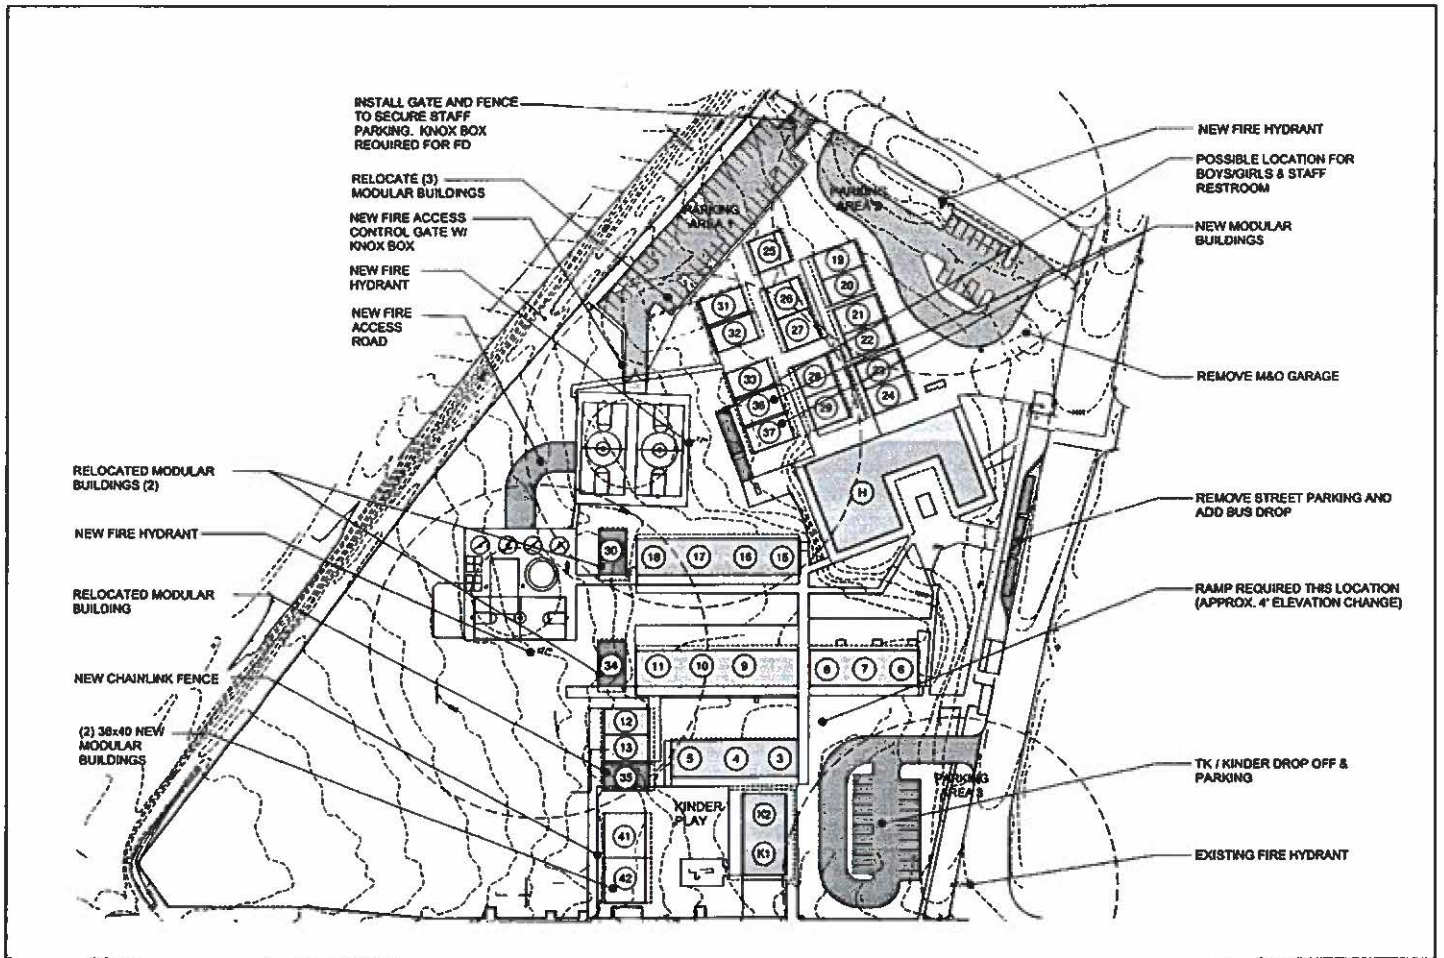 INSTALL GATE AND FENCE
TO SECURE STAFF
PARKING. KNOX BOX
REQUIRED FOR FD
RELOCATE (3)
MODULAR BUILDINGS
NEW FIRE ACCESS
CONTROL GATE W/
KNOX BOX
NEW FIRE
HYDRANT
NEW FIRE
ACCESS
ROAD
RELOCATED MODULAR
BUILDINGS (2)
NEW FIRE HYDRANT
RELOCATED MODULAR
BUILDING
NEW CHAINLINK FENCE
(2) 36x40 NEW
MODULAR
BUILDINGS
NEW FIRE HYDRANT
POSSIBLE LOCATION FOR
BOYS/GIRLS & STAFF
RESTROOM
NEW MODULAR
BUILDINGS
REMOVE M&O GARAGE
REMOVE STREET PARKING AND
ADD BUS DROP
RAMP REQUIRED THIS LOCATION
(APPROX. 4' ELEVATION CHANGE)
TK / KINDER DROP OFF &
PARKING
EXISTING FIRE HYDRANT
PARKING
AREA 1
PARKING
AREA
25
19
20
26
21
31
32
27
22
33
28
23
36
29
24
37
H
30
18
17
16
15
34
11
10
9
8
7
6
12
13
35
5
4
3
KINDER
PLAY
K2
K1
41
42
PARKING
AREA